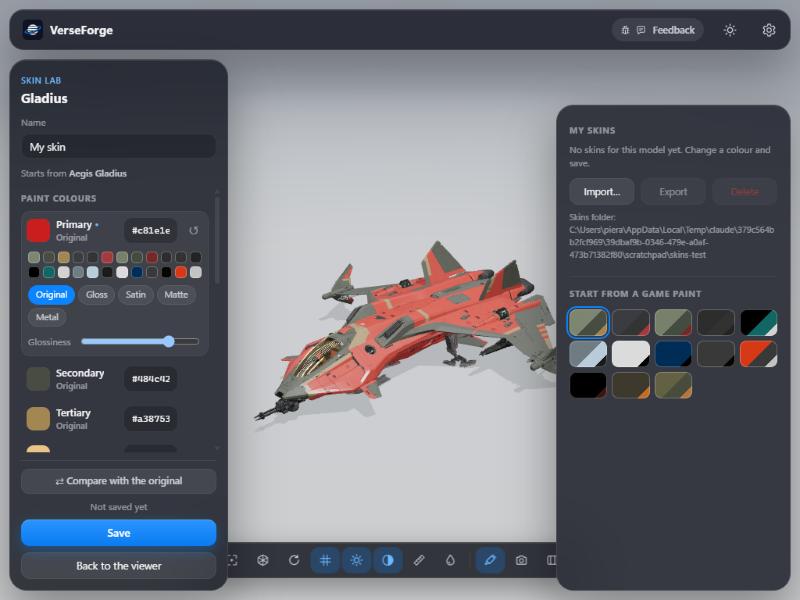 VerseForge
Feedback
SKIN LAB
Gladius
Name
My skin
Starts from Aegis Gladius
PAINT COLOURS
Primary
Original
#c81e1e
Original
Gloss
Satin
Matte
Metal
Glossiness
Secondary
Original
#484c42
Tertiary
Original
#a38753
Compare with the original
Not saved yet
Save
Back to the viewer
MY SKINS
No skins for this model yet. Change a colour and
save.
Import...
Export
Delete
Skins folder:
C:\Users\piera\AppData\Local\Temp\claude\379c564b
b2fcf969\39dbaf9b-0346-479e-a0af-
473b71382f80\scratchpad\skins-test
START FROM A GAME PAINT